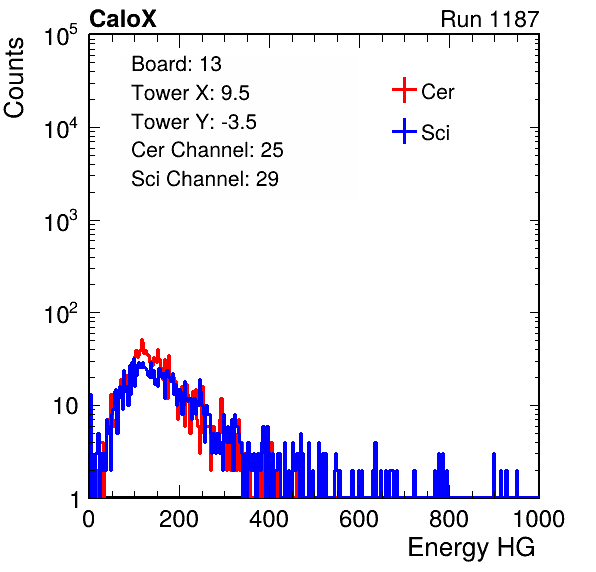 CaloX Run 1187
Counts
10^5
10^4
10^3
10^2
10
1
Board: 13
Tower X: 9.5
Tower Y: -3.5
Cer Channel: 25
Sci Channel: 29
Cer
Sci
0 200 400 600 800 1000
Energy HG